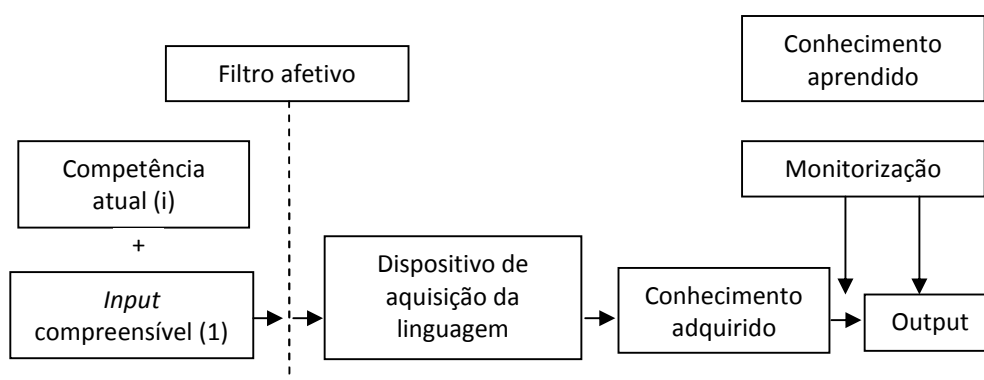 Conhecimento
aprendido
Filtro afetivo
Competência
atual (i)
+
Input
compreensível (1)
Dispositivo de
aquisição da
linguagem
Conhecimento
adquirido
Monitorização
Output